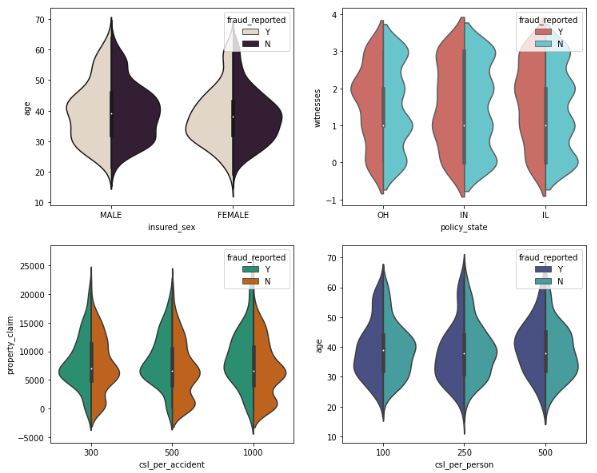 fraud_reported
Y
N
70
60
50
40
30
20
10
age
MALE
FEMALE
insured_sex
fraud_reported
Y
N
4
3
2
1
0
−1
witnesses
OH
IN
IL
policy_state
fraud_reported
Y
N
25000
20000
15000
10000
5000
0
−5000
property_claim
300
500
1000
csl_per_accident
fraud_reported
Y
N
70
60
50
40
30
20
10
age
100
250
500
csl_per_person